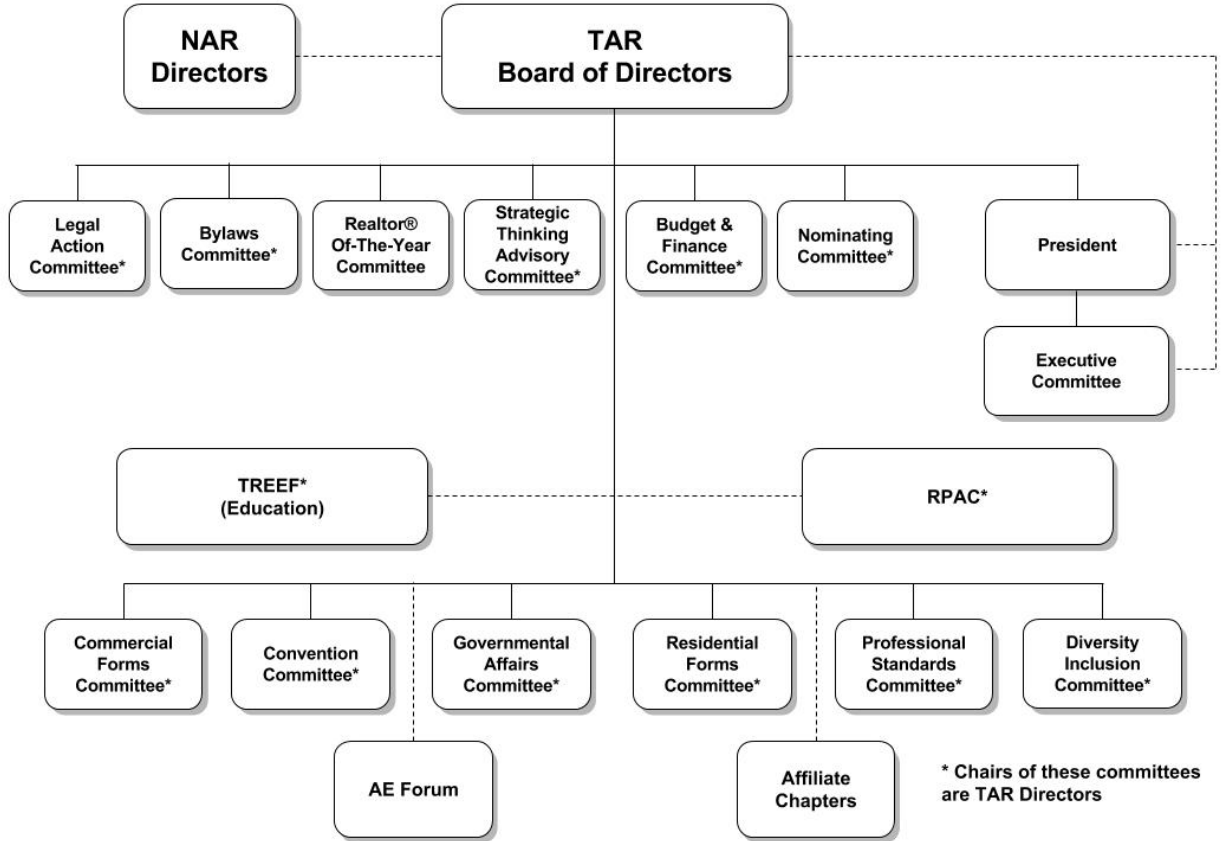 NAR
Directors
TAR
Board of Directors
Legal
Action
Committee*
Bylaws
Committee*
Realtor®
Of-The-Year
Committee
Strategic
Thinking
Advisory
Committee*
Budget &
Finance
Committee*
Nominating
Committee*
President
Executive
Committee
TREEF*
(Education)
RPAC*
Commercial
Forms
Committee*
Convention
Committee*
Governmental
Affairs
Committee*
Residential
Forms
Committee*
Professional
Standards
Committee*
Diversity
Inclusion
Committee*
AE Forum
Affiliate
Chapters
* Chairs of these committees
are TAR Directors